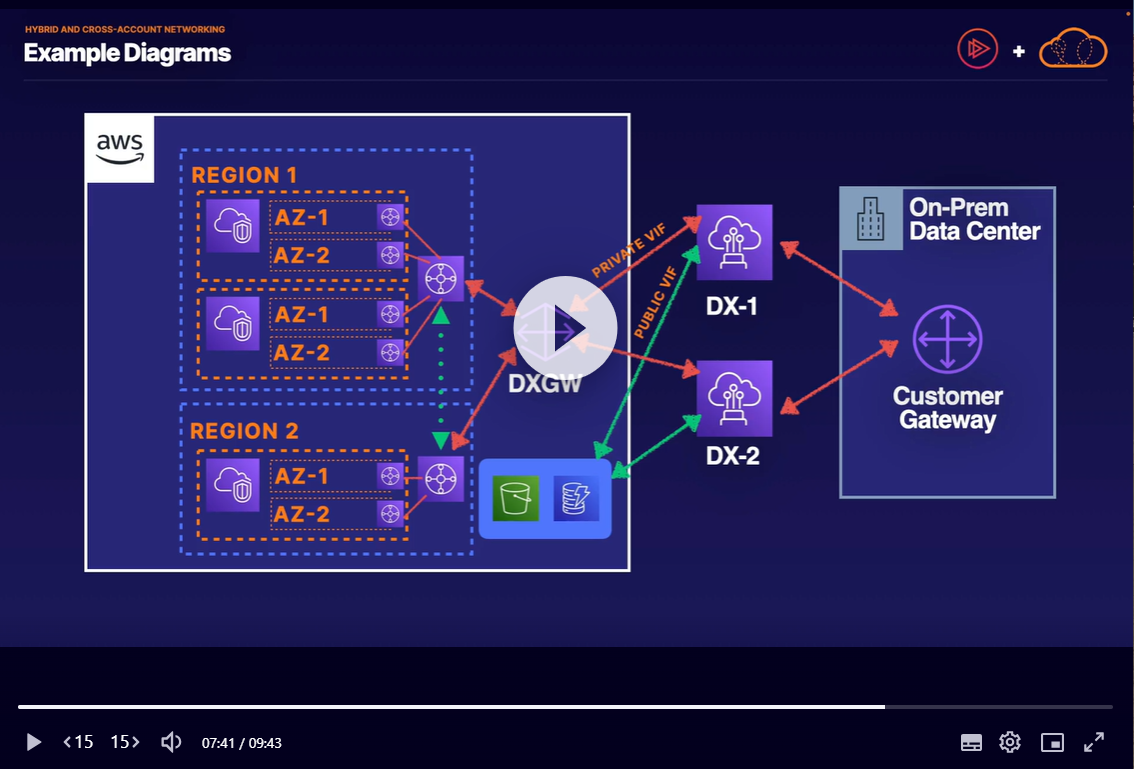 HYBRID AND CROSS-ACCOUNT NETWORKING
Example Diagrams
aws
REGION 1
AZ-1
AZ-2
AZ-1
AZ-2
REGION 2
AZ-1
AZ-2
DXGW
PRIVATE VIF
PUBLIC VIF
DX-1
DX-2
On-Prem
Data Center
Customer
Gateway
<15
15>
07:41 / 09:43